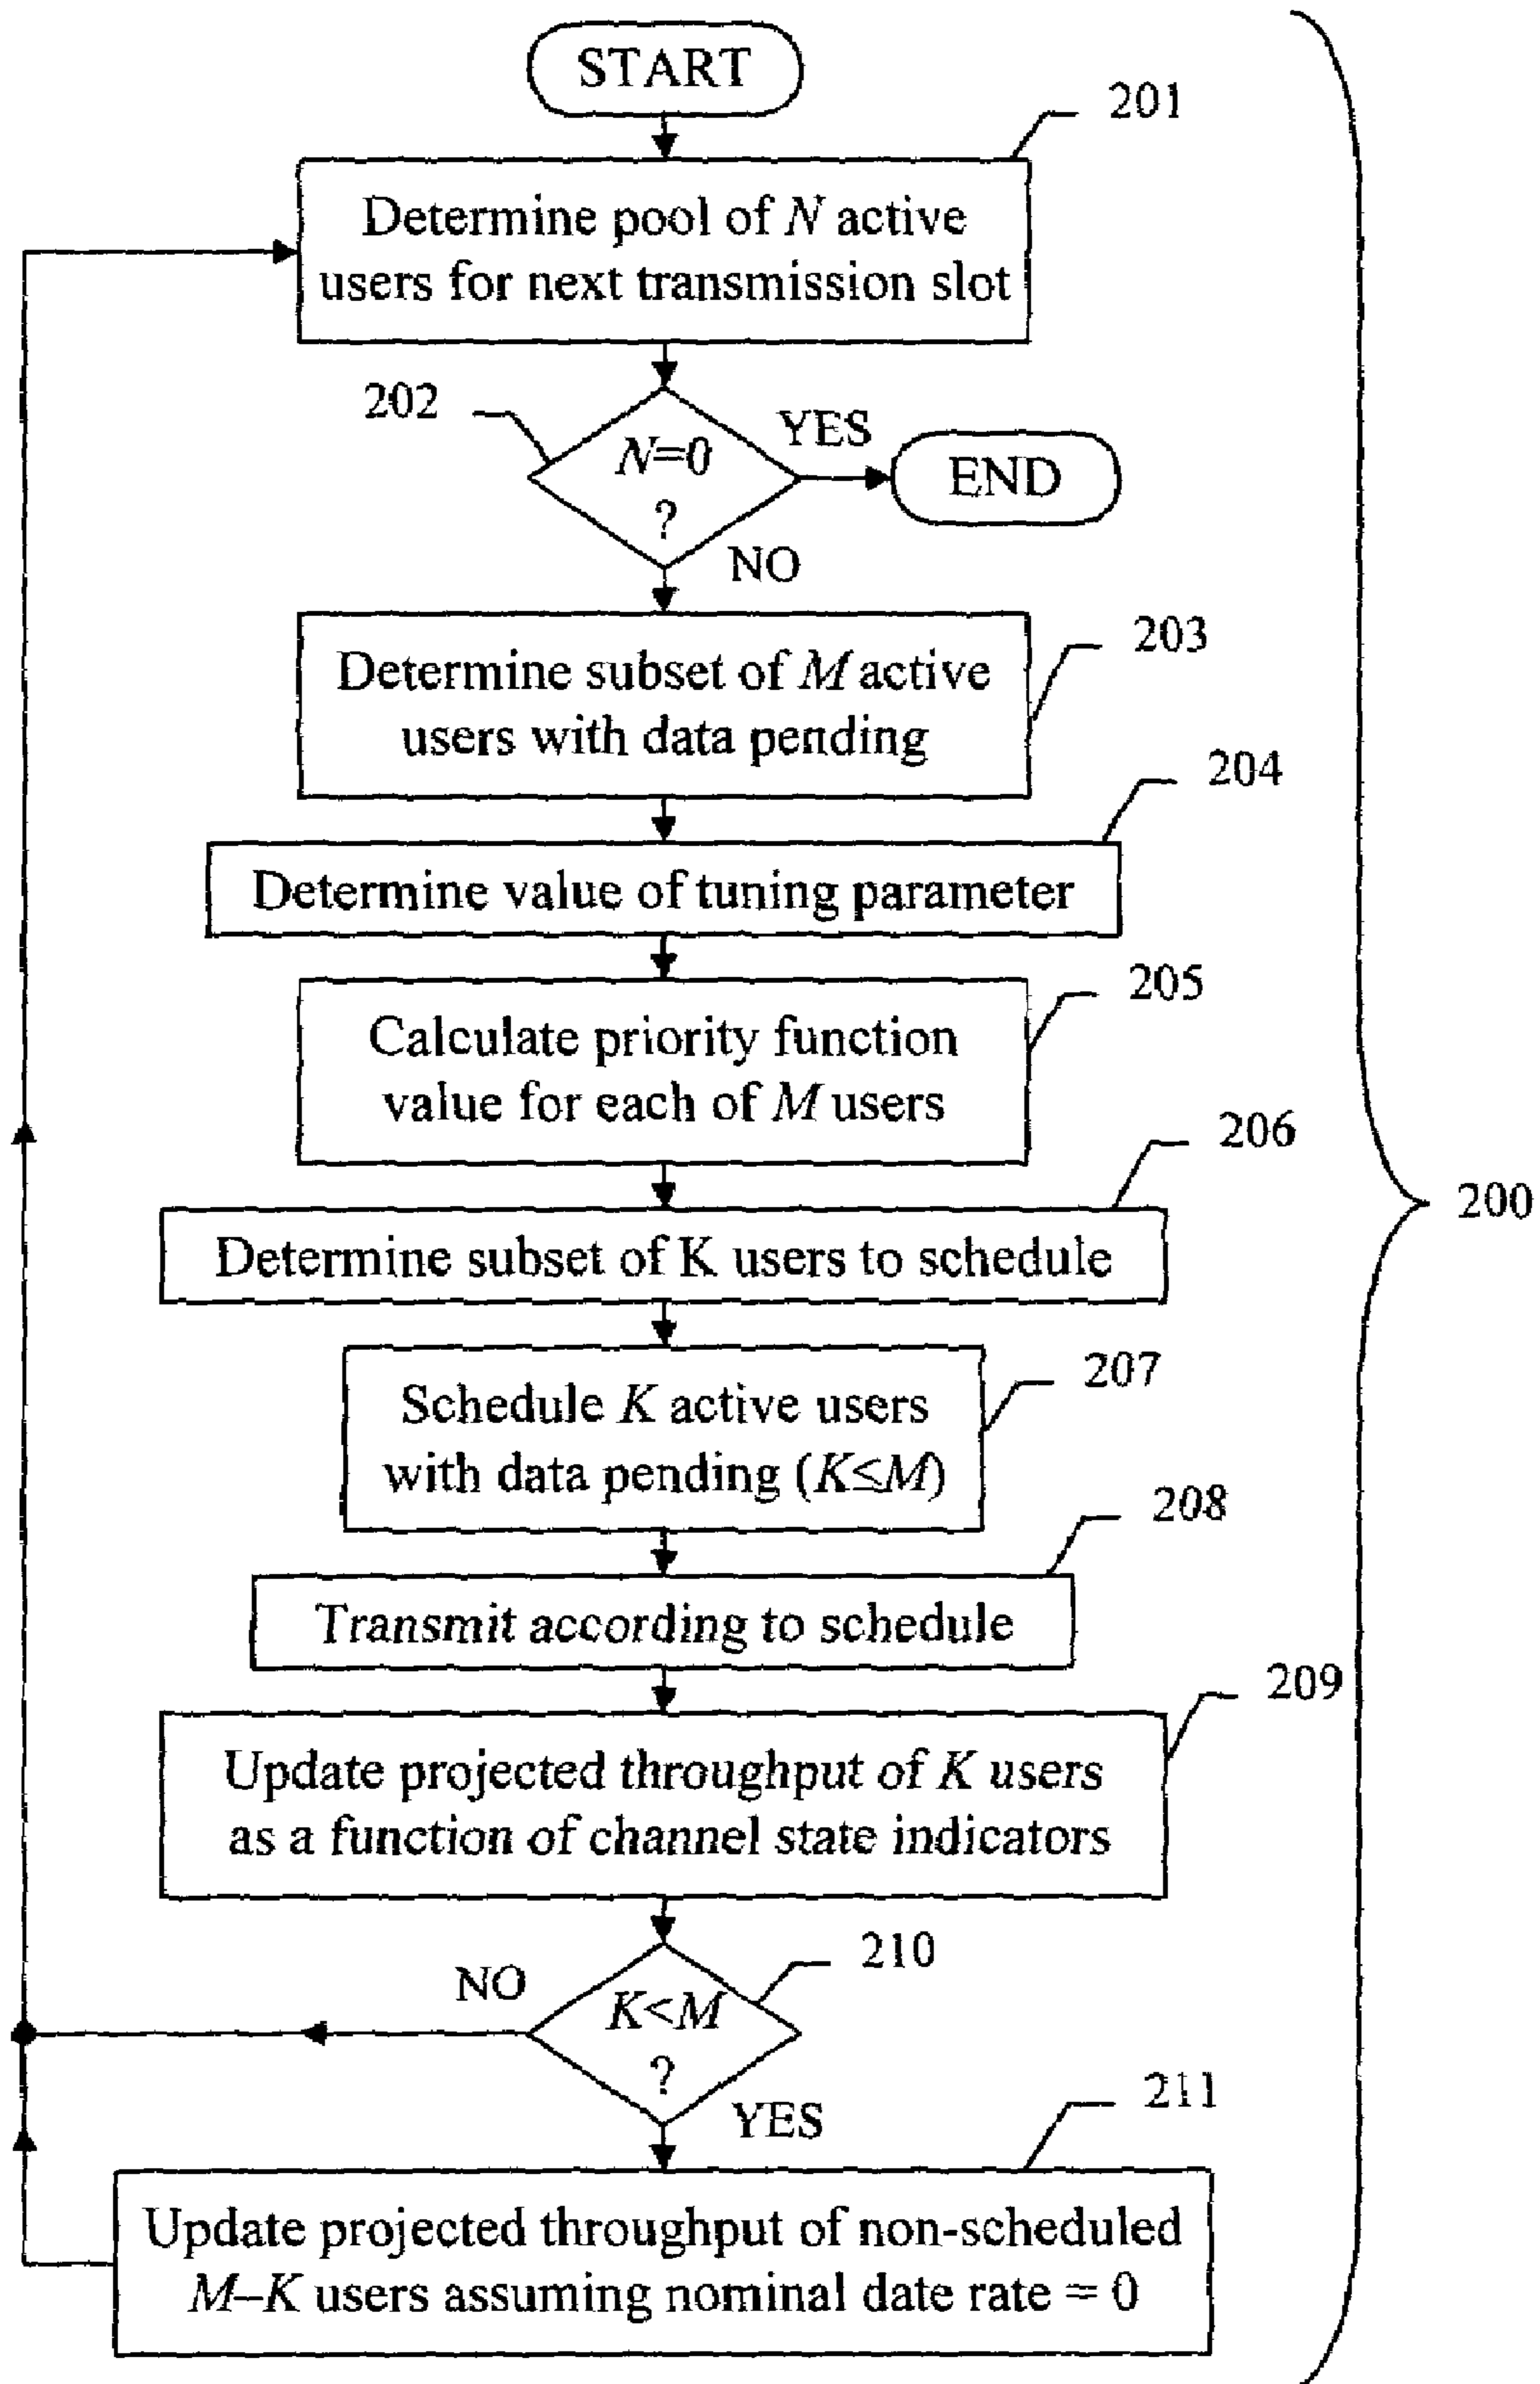 START
201
Determine pool of N active
users for next transmission slot
202
N=0
?
YES
END
NO
203
Determine subset of M active
users with data pending
204
Determine value of tuning parameter
205
Calculate priority function
value for each of M users
206
Determine subset of K users to schedule
200
207
Schedule K active users
with data pending (K≤M)
208
Transmit according to schedule
209
Update projected throughput of K users
as a function of channel state indicators
210
NO
K<M
?
YES
211
Update projected throughput of non-scheduled
M–K users assuming nominal date rate = 0